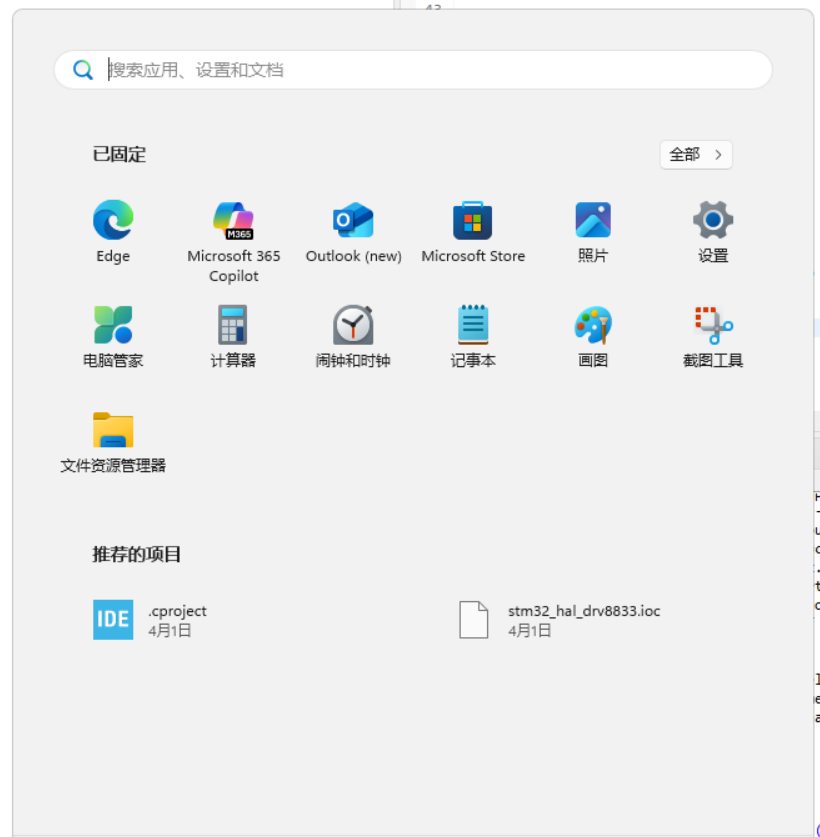 43
搜索应用、设置和文档
已固定
全部
Edge
M365
Microsoft 365
Copilot
Outlook (new)
Microsoft Store
照片
设置
电脑管家
计算器
闹钟和时钟
记事本
画图
截图工具
文件资源管理器
推荐的项目
IDE
.cproject
4月1日
stm32_hal_drv8833.ioc
4月1日